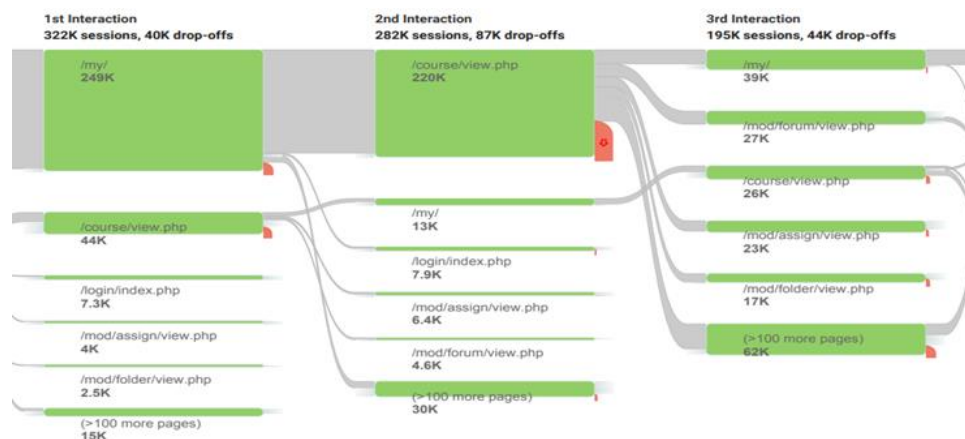 1st Interaction
322K sessions, 40K drop-offs
/my/
249K
/course/view.php
44K
/login/index.php
7.3K
/mod/assign/view.php
4K
/mod/folder/view.php
2.5K
(>100 more pages)
15K
2nd Interaction
282K sessions, 87K drop-offs
/course/view.php
220K
/my/
13K
/login/index.php
7.9K
/mod/assign/view.php
6.4K
/mod/forum/view.php
4.6K
(>100 more pages)
30K
3rd Interaction
195K sessions, 44K drop-offs
/my/
39K
/mod/forum/view.php
27K
/course/view.php
26K
/mod/assign/view.php
23K
/mod/folder/view.php
17K
(>100 more pages)
62K